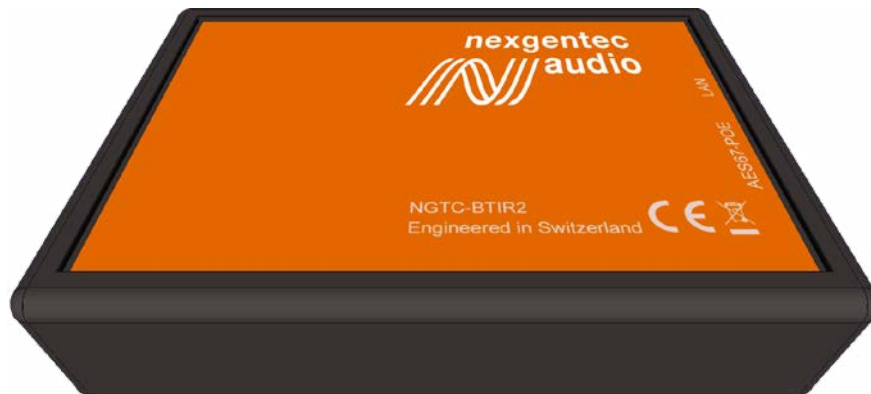 nexgentec
audio
LAN
AES67-POE
NGTC-BTIR2
Engineered in Switzerland
CE